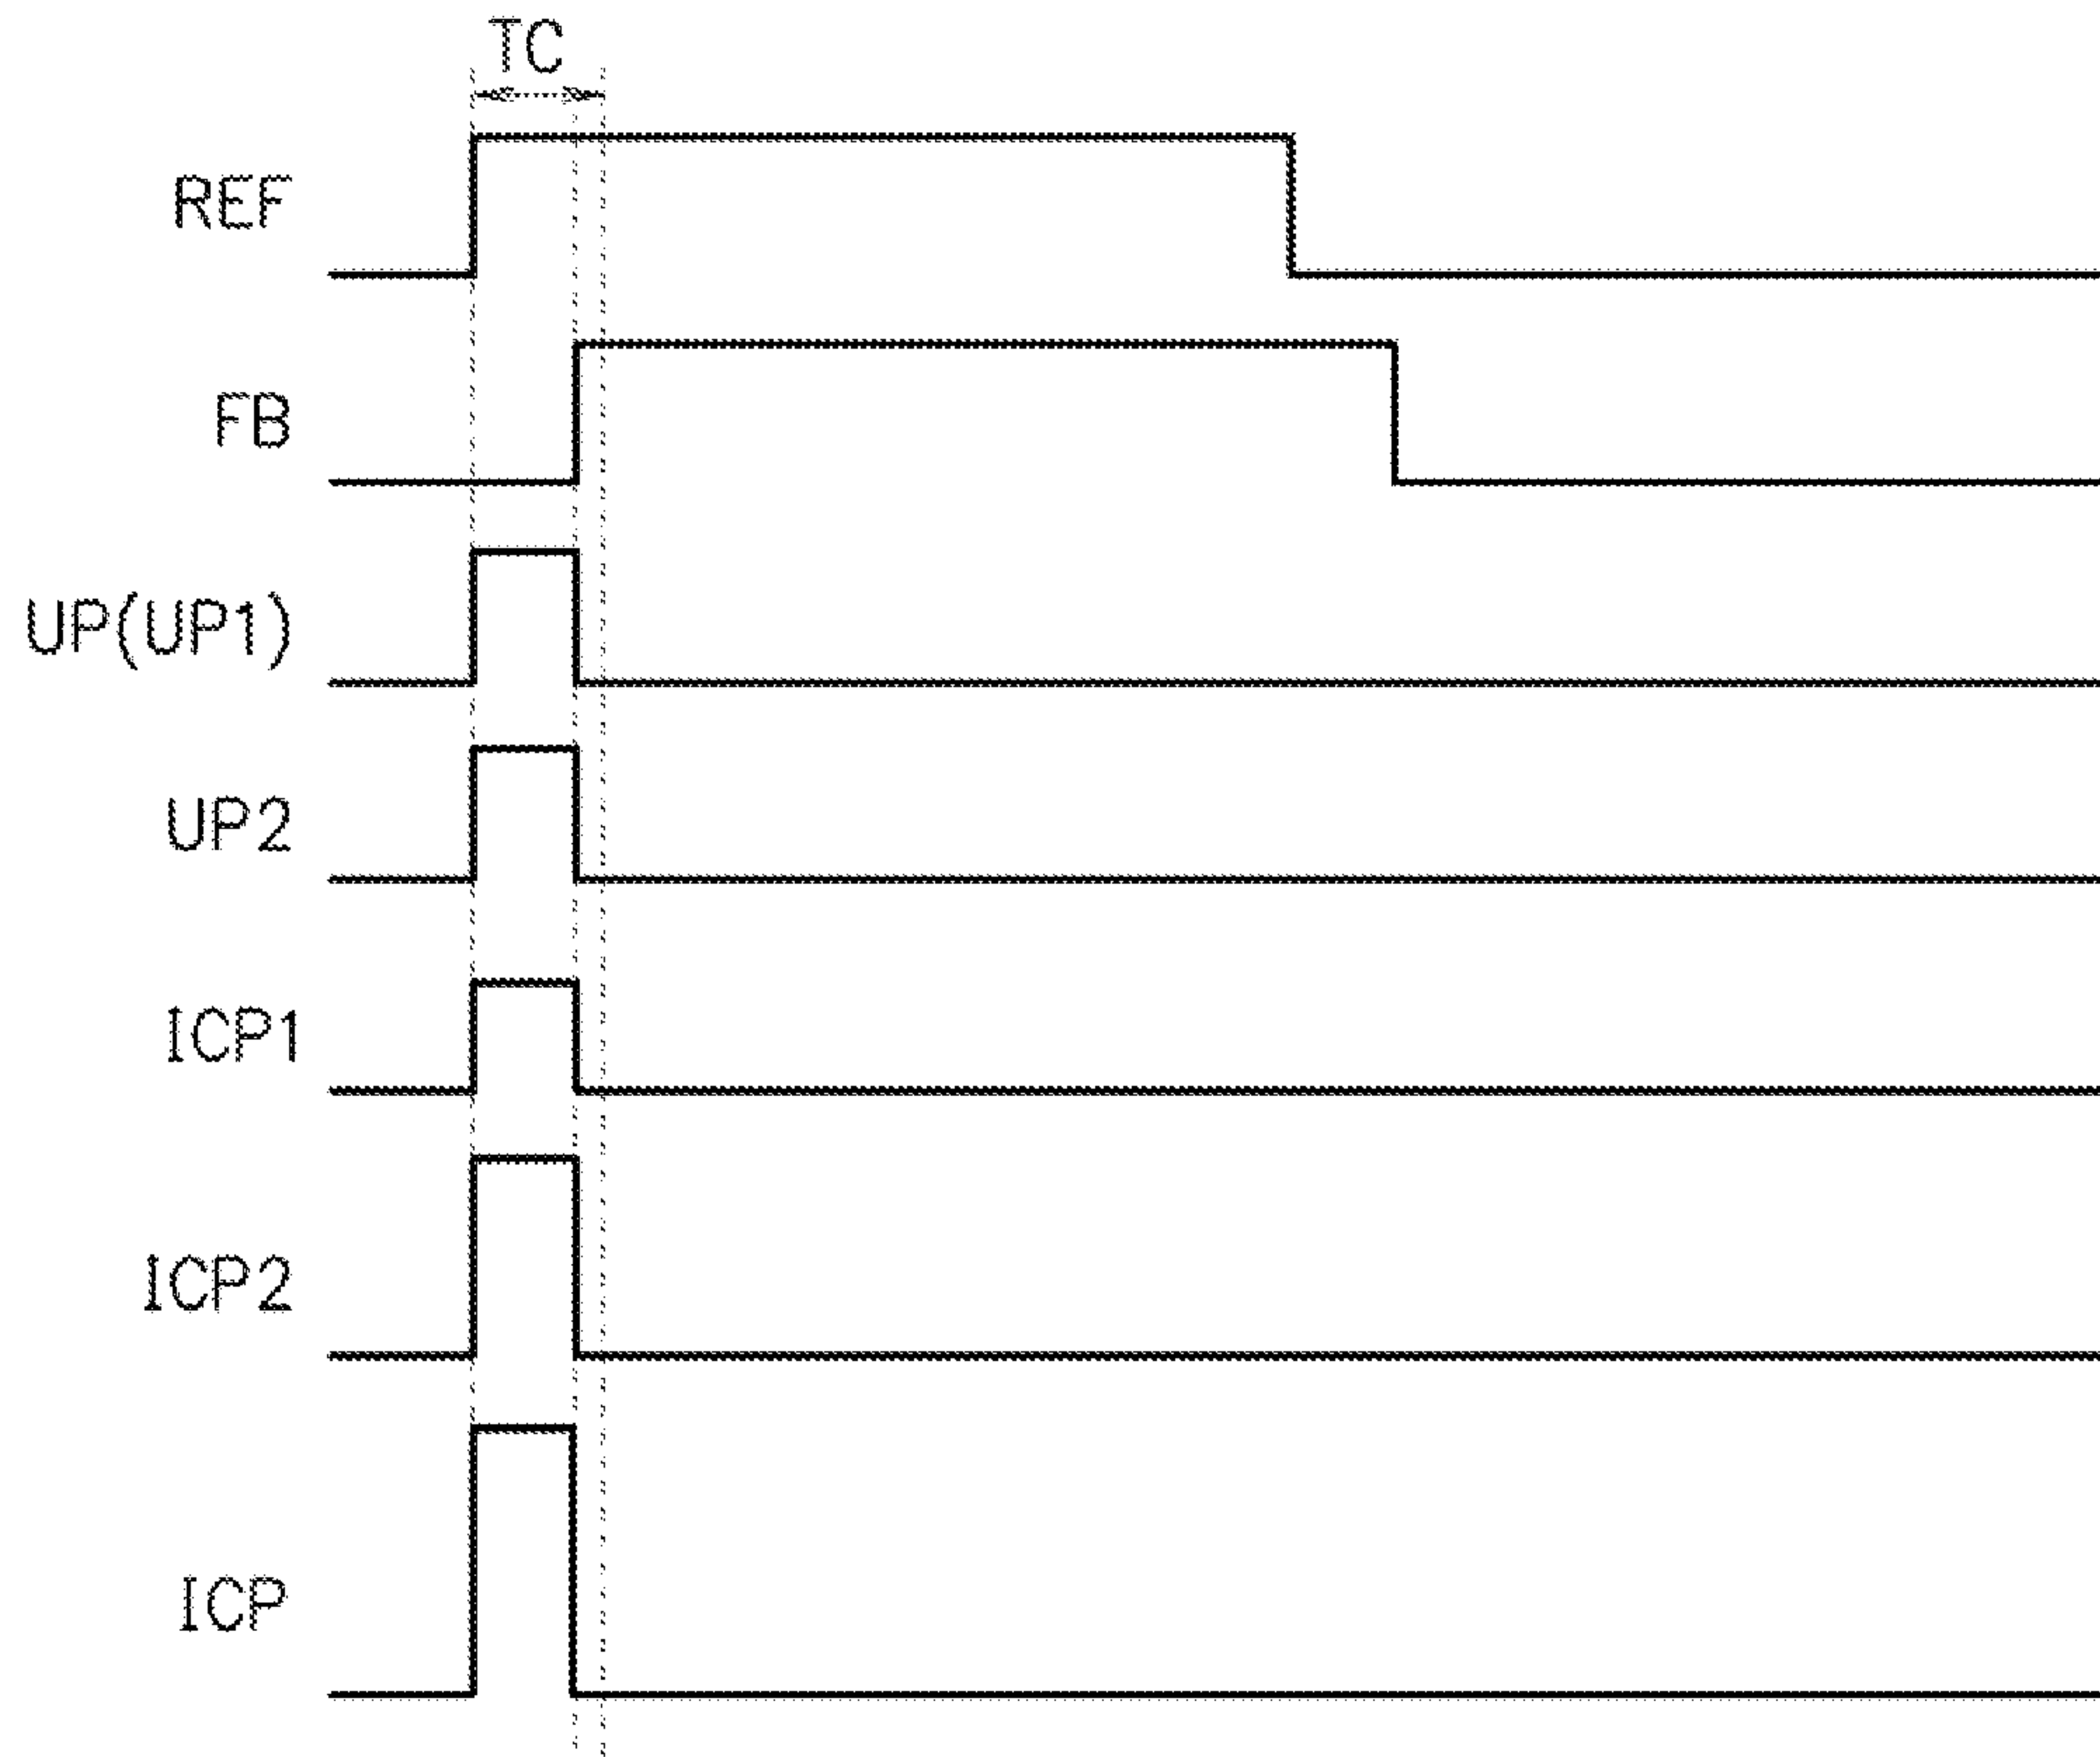 TC
REF
FB
UP(UP1)
UP2
ICP1
ICP2
ICP